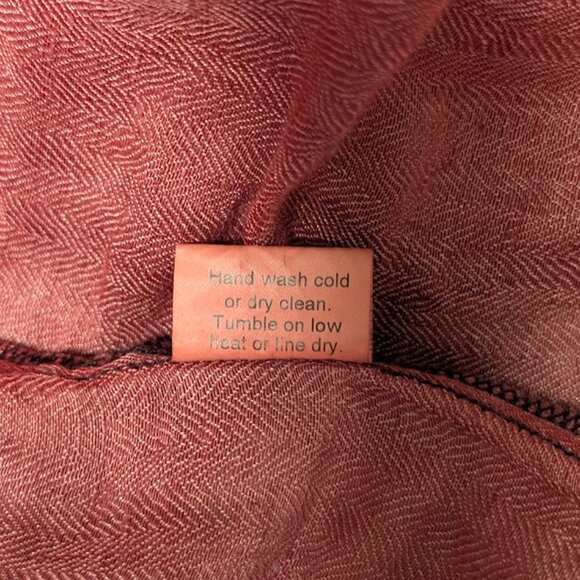 Hand wash cold
or dry clean.
Tumble on low
heat or line dry.